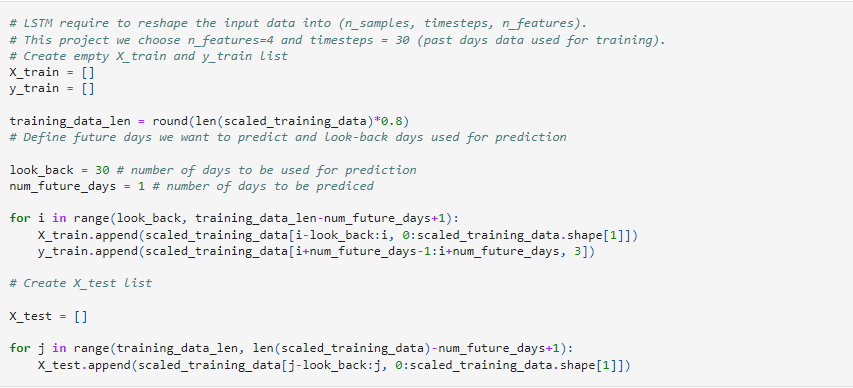 # LSTM require to reshape the input data into (n_samples, timesteps, n_features).
# This project we choose n_features=4 and timesteps = 30 (past days data used for training).
# Create empty X_train and y_train list
X_train = []
y_train = []
training_data_len = round(len(scaled_training_data)*0.8)
# Define future days we want to predict and look-back days used for prediction
look_back = 30 # number of days to be used for prediction
num_future_days = 1 # number of days to be prediced
for i in range(look_back, training_data_len-num_future_days+1):
    X_train.append(scaled_training_data[i-look_back:i, 0:scaled_training_data.shape[1]])
    y_train.append(scaled_training_data[i+num_future_days-1:i+num_future_days, 3])
# Create X_test list
X_test = []
for j in range(training_data_len, len(scaled_training_data)-num_future_days+1):
    X_test.append(scaled_training_data[j-look_back:j, 0:scaled_training_data.shape[1]])